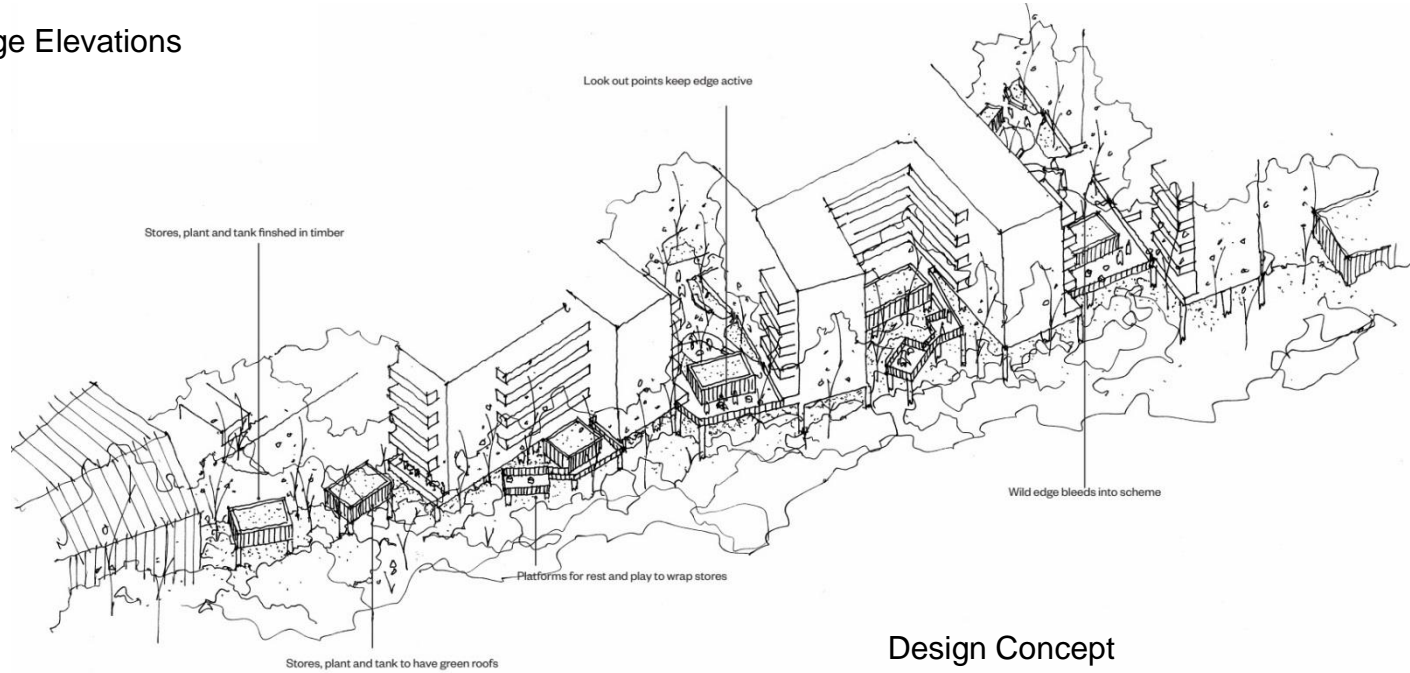 ge Elevations
Look out points keep edge active
Stores, plant and tank finshed in timber
Wild edge bleeds into scheme
Platforms for rest and play to wrap stores
Design Concept
Stores, plant and tank to have green roofs